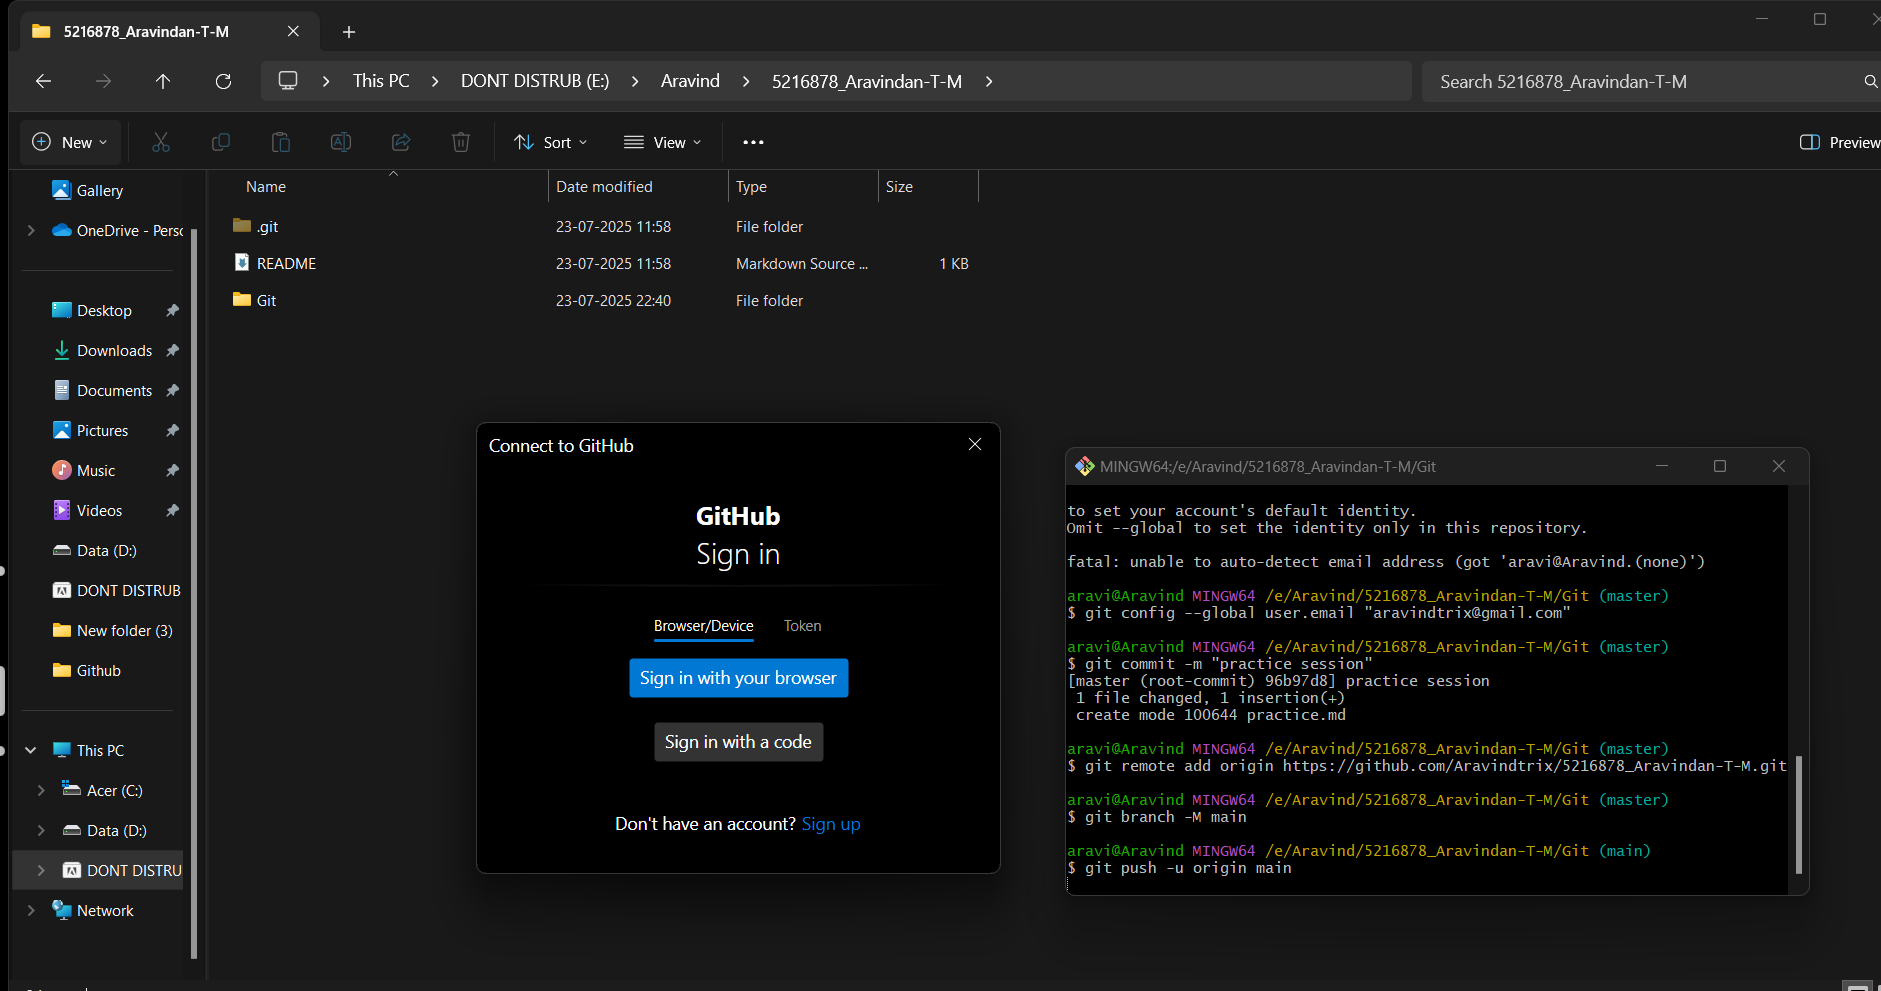 5216878_Aravindan-T-M
This PC
DONT DISTRUB (E:)
Aravind
5216878_Aravindan-T-M
Search 5216878_Aravindan-T-M
New
Sort
View
Preview
Name
Date modified
Type
Size
Gallery
OneDrive - Perso
Desktop
Downloads
Documents
Pictures
Music
Videos
Data (D:)
DONT DISTRUB
New folder (3)
Github
This PC
Acer (C:)
Data (D:)
DONT DISTRU
Network
.git 23-07-2025 11:58 File folder
README 23-07-2025 11:58 Markdown Source ... 1 KB
Git 23-07-2025 22:40 File folder
Connect to GitHub
GitHub
Sign in
Browser/Device
Token
Sign in with your browser
Sign in with a code
Don't have an account? Sign up
MINGW64:/e/Aravind/5216878_Aravindan-T-M/Git
to set your account's default identity.
Omit --global to set the identity only in this repository.
fatal: unable to auto-detect email address (got 'aravi@Aravind.(none)')
aravi@Aravind MINGW64 /e/Aravind/5216878_Aravindan-T-M/Git (master)
$ git config --global user.email "aravindtrix@gmail.com"
aravi@Aravind MINGW64 /e/Aravind/5216878_Aravindan-T-M/Git (master)
$ git commit -m "practice session"
[master (root-commit) 96b97d8] practice session
1 file changed, 1 insertion(+)
create mode 100644 practice.md
aravi@Aravind MINGW64 /e/Aravind/5216878_Aravindan-T-M/Git (master)
$ git remote add origin https://github.com/Aravindtrix/5216878_Aravindan-T-M.git
aravi@Aravind MINGW64 /e/Aravind/5216878_Aravindan-T-M/Git (master)
$ git branch -M main
aravi@Aravind MINGW64 /e/Aravind/5216878_Aravindan-T-M/Git (main)
$ git push -u origin main